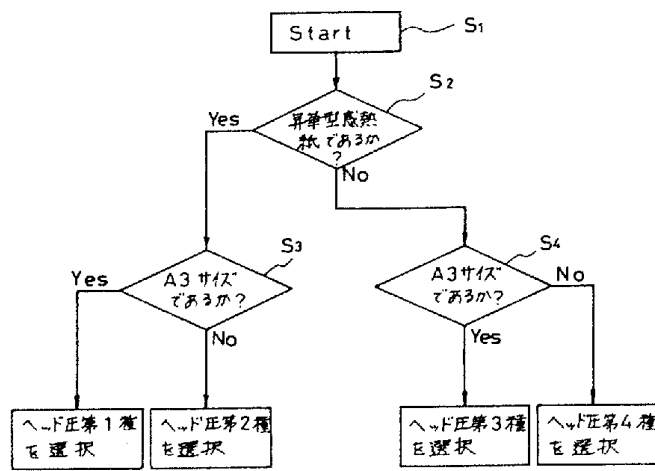 Start
S1
S2
昇華型感熱
紙であるか
?
Yes
No
S3
A3サイズ
であるか?
Yes
No
S4
A3サイズ
であるか?
No
Yes
ヘッド圧第1種
を選択
ヘッド圧第2種
を選択
ヘッド圧第3種
を選択
ヘッド圧第4種
を選択